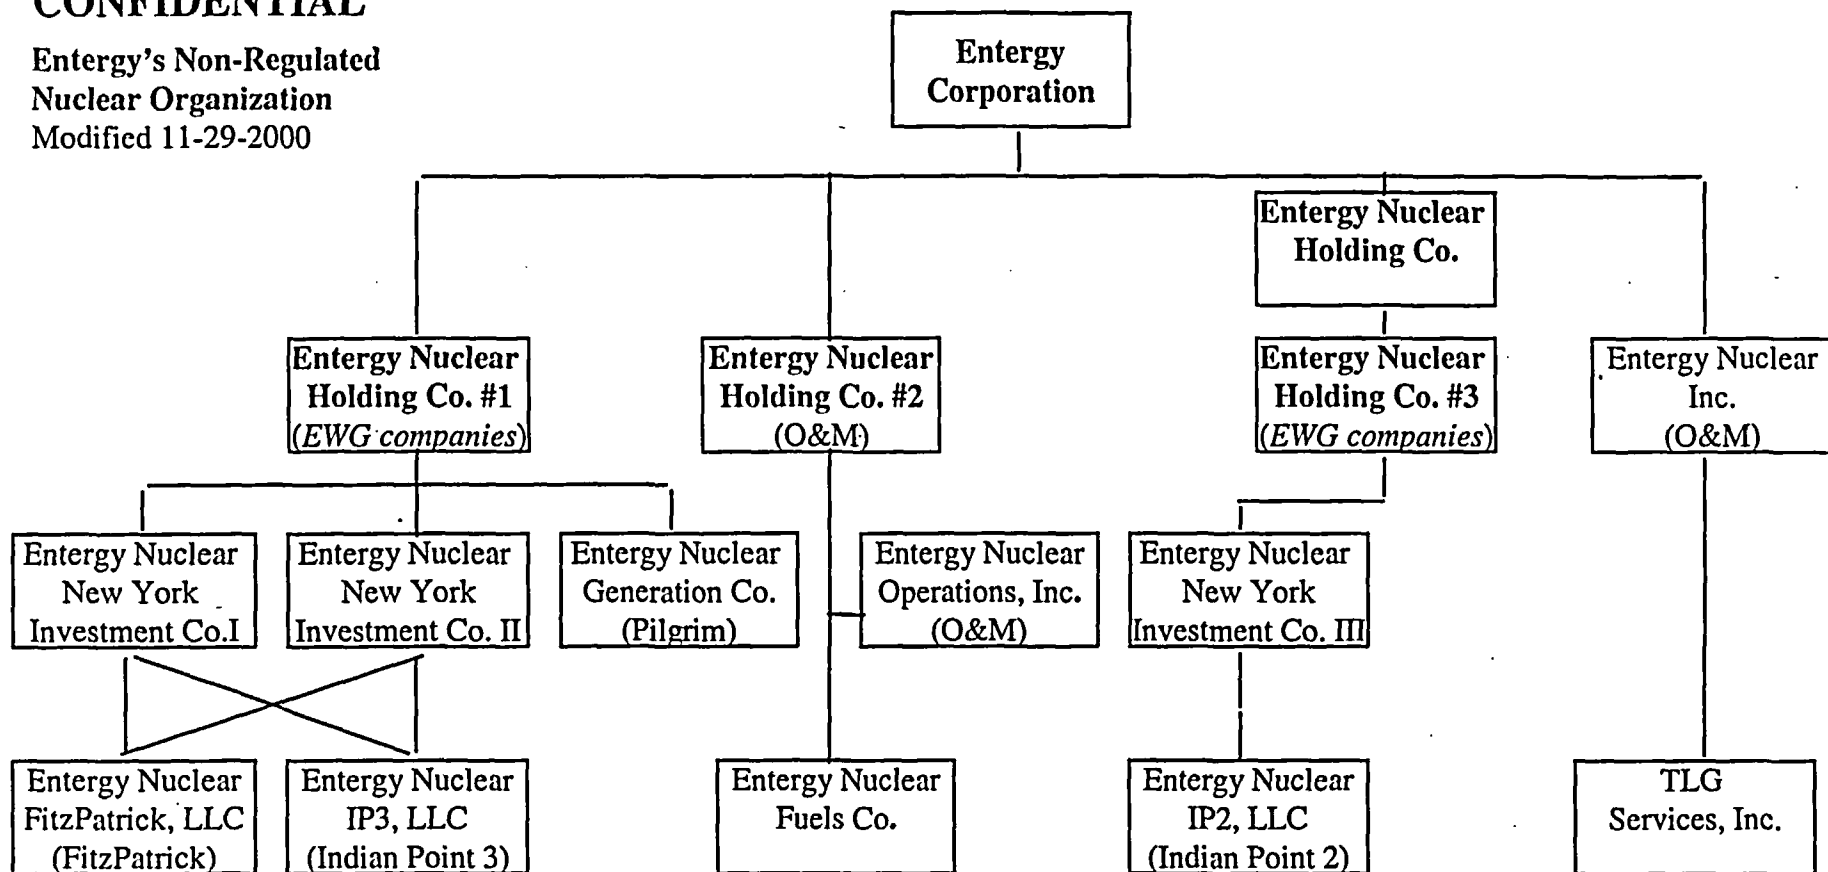 CONFIDENTIAL
Entergy's Non-Regulated
Nuclear Organization
Modified 11-29-2000
Entergy
Corporation
Entergy Nuclear
Holding Co.
Entergy Nuclear
Holding Co. #1
(EWG companies)
Entergy Nuclear
Holding Co. #2
(O&M)
Entergy Nuclear
Holding Co. #3
(EWG companies)
Entergy Nuclear
Inc.
(O&M)
Entergy Nuclear
New York
Investment Co.I
Entergy Nuclear
New York
Investment Co. II
Entergy Nuclear
Generation Co.
(Pilgrim)
Entergy Nuclear
Operations, Inc.
(O&M)
Entergy Nuclear
New York
Investment Co. III
Entergy Nuclear
FitzPatrick, LLC
(FitzPatrick)
Entergy Nuclear
IP3, LLC
(Indian Point 3)
Entergy Nuclear
Fuels Co.
Entergy Nuclear
IP2, LLC
(Indian Point 2)
TLG
Services, Inc.